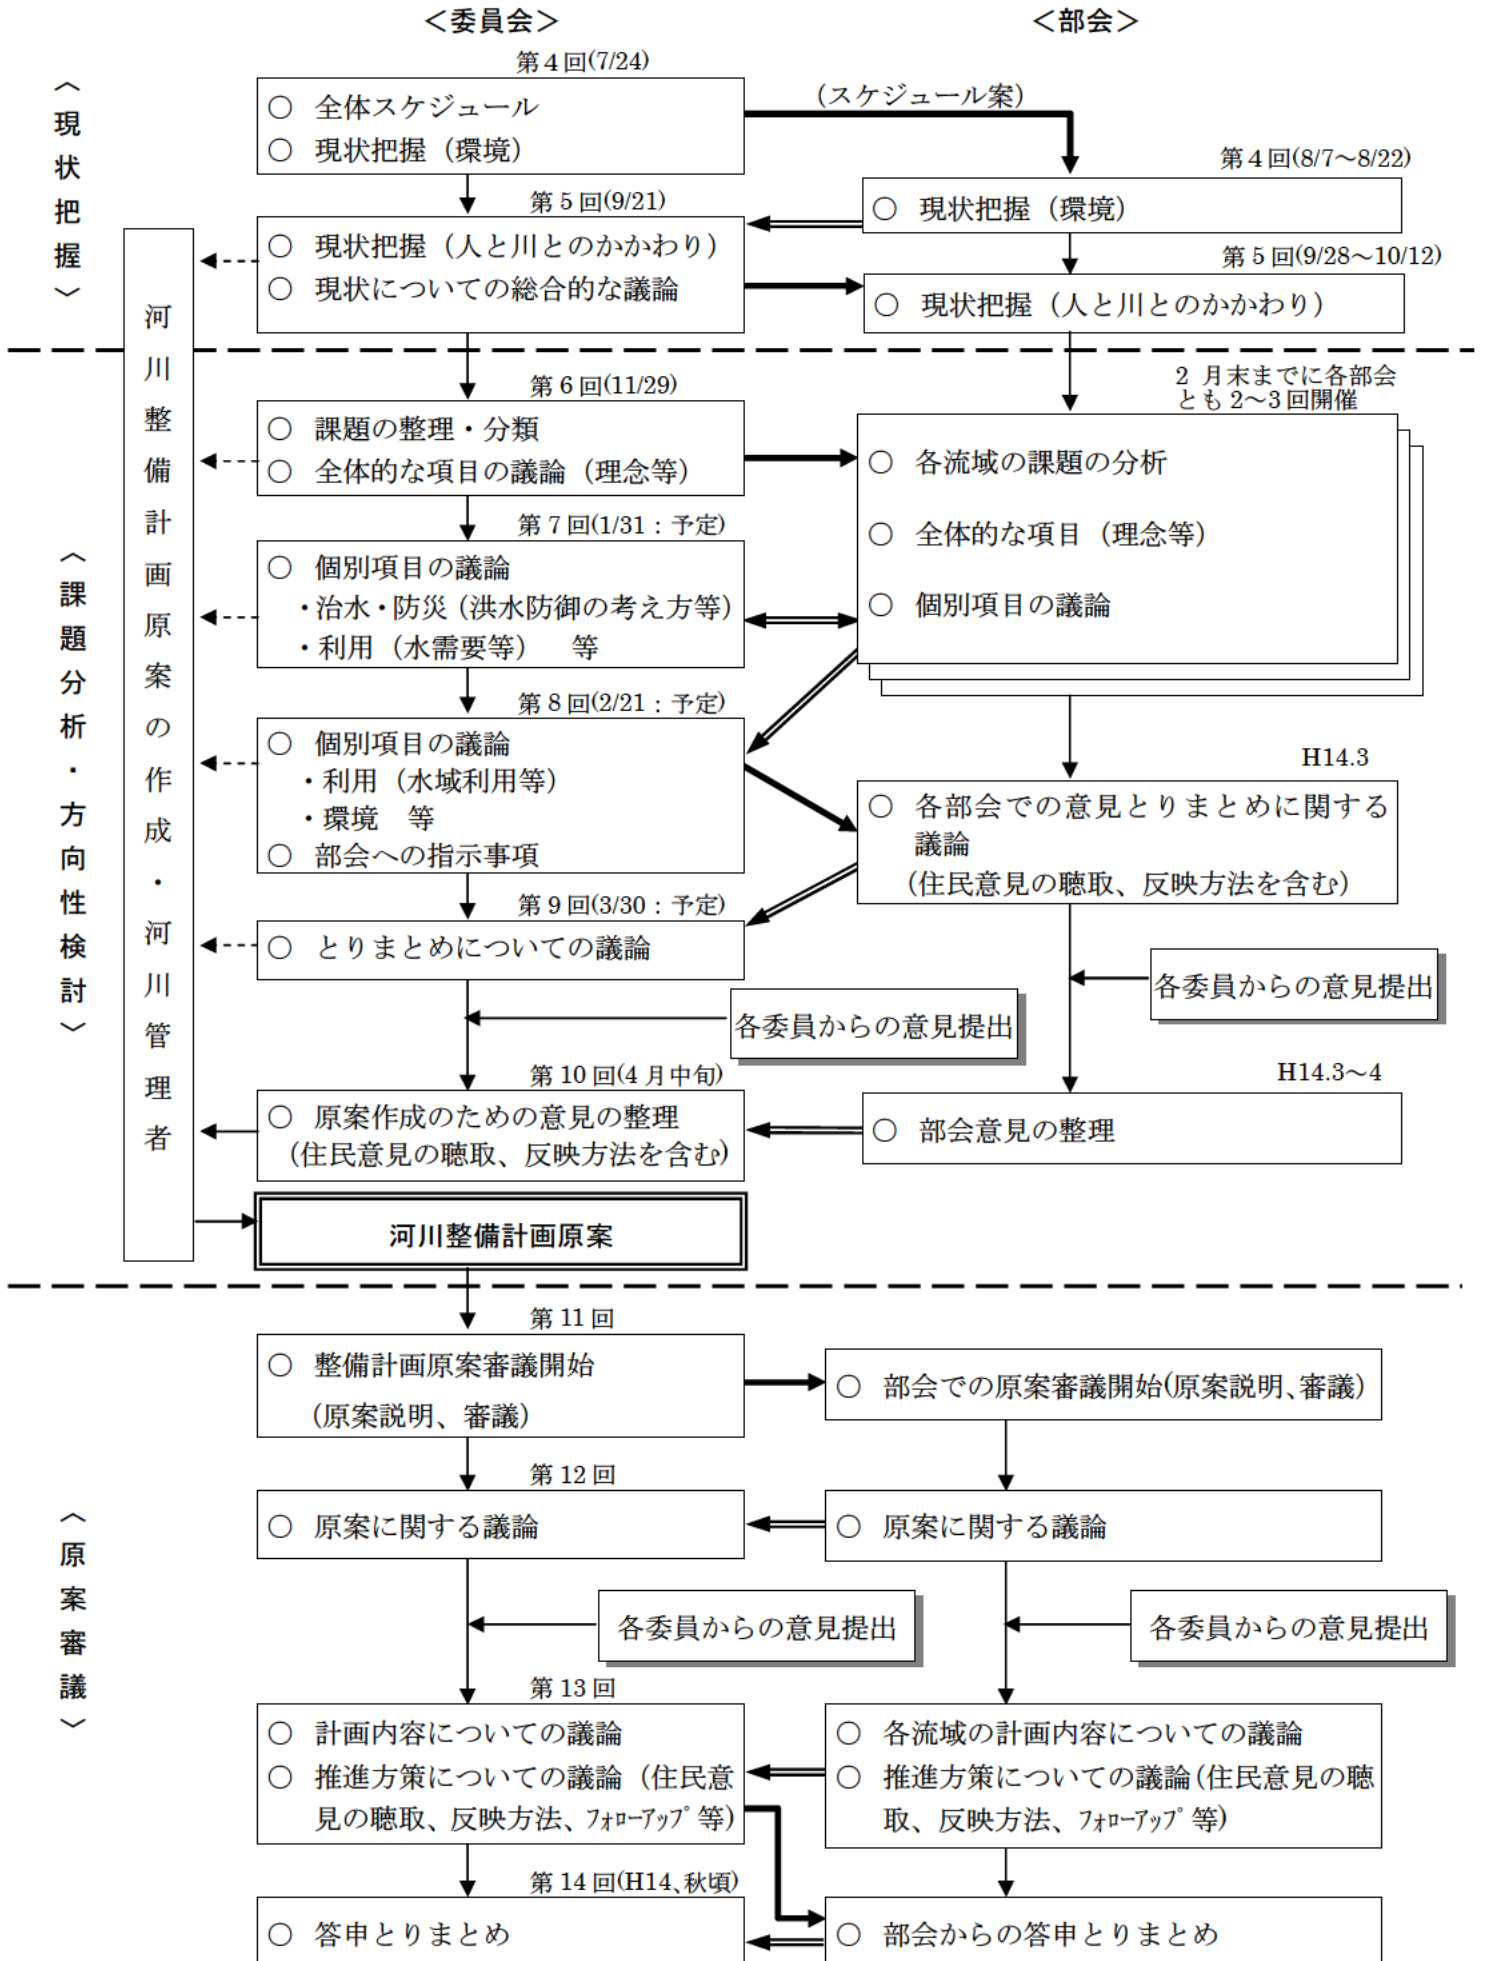 ＜委員会＞
＜部会＞
〈現状把握〉
第４回(7/24)
○　全体スケジュール
○　現状把握（環境）
（スケジュール案）
第４回(8/7～8/22)
○　現状把握（環境）
第５回(9/21)
○　現状把握（人と川とのかかわり）
○　現状についての総合的な議論
第５回(9/28～10/12)
○　現状把握（人と川とのかかわり）
河川整備計画原案の作成・河川管理者
〈課題分析・方向性検討〉
第６回(11/29)
○　課題の整理・分類
○　全体的な項目の議論（理念等）
2 月末までに各部会
とも 2～3 回開催
○　各流域の課題の分析
○　全体的な項目（理念等）
○　個別項目の議論
第７回(1/31：予定)
○　個別項目の議論
・治水・防災（洪水防御の考え方等）
・利用（水需要等）　等
第８回(2/21：予定)
○　個別項目の議論
・利用（水域利用等）
・環境　等
○　部会への指示事項
H14.3
○　各部会での意見とりまとめに関する
議論
（住民意見の聴取、反映方法を含む）
第９回(3/30：予定)
○　とりまとめについての議論
各委員からの意見提出
各委員からの意見提出
第 10 回(4 月中旬)
○　原案作成のための意見の整理
（住民意見の聴取、反映方法を含む)
H14.3～4
○　部会意見の整理
河川整備計画原案
〈原案審議〉
第 11 回
○　整備計画原案審議開始
（原案説明、審議）
○　部会での原案審議開始(原案説明、審議）
第 12 回
○　原案に関する議論
○　原案に関する議論
各委員からの意見提出
各委員からの意見提出
第 13 回
○　計画内容についての議論
○　推進方策についての議論（住民意
見の聴取、反映方法、ﾌｫﾛｰｱｯﾌﾟ等)
○　各流域の計画内容についての議論
○　推進方策についての議論(住民意見の聴
取、反映方法、ﾌｫﾛｰｱｯﾌﾟ等)
第 14 回(H14、秋頃)
○　答申とりまとめ
○　部会からの答申とりまとめ